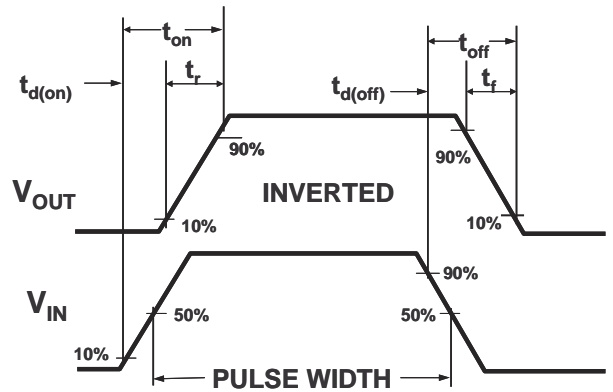 t_on
t_d(on)
t_r
t_off
t_d(off)
t_f
90%
90%
V_OUT
INVERTED
10%
10%
90%
V_IN
50%
50%
10%
PULSE WIDTH